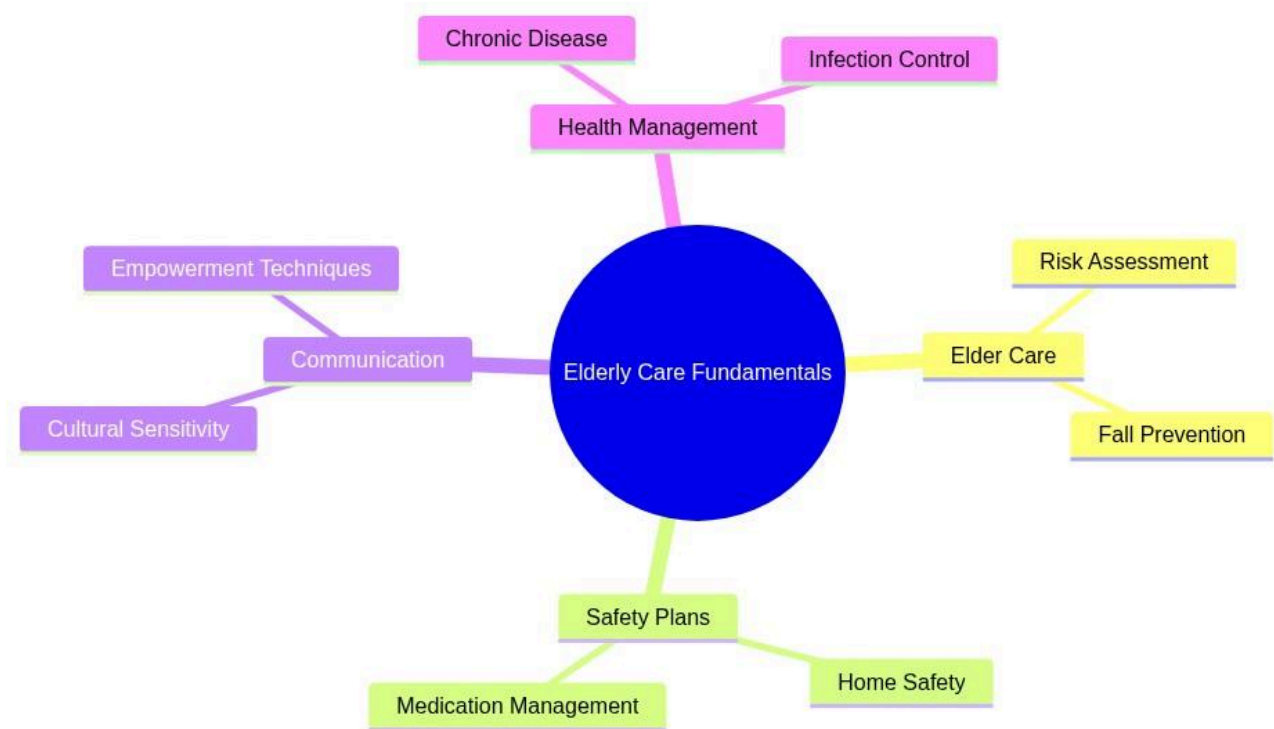 Chronic Disease
Infection Control
Health Management
Empowerment Techniques
Risk Assessment
Communication
Elderly Care Fundamentals
Elder Care
Cultural Sensitivity
Fall Prevention
Safety Plans
Medication Management
Home Safety